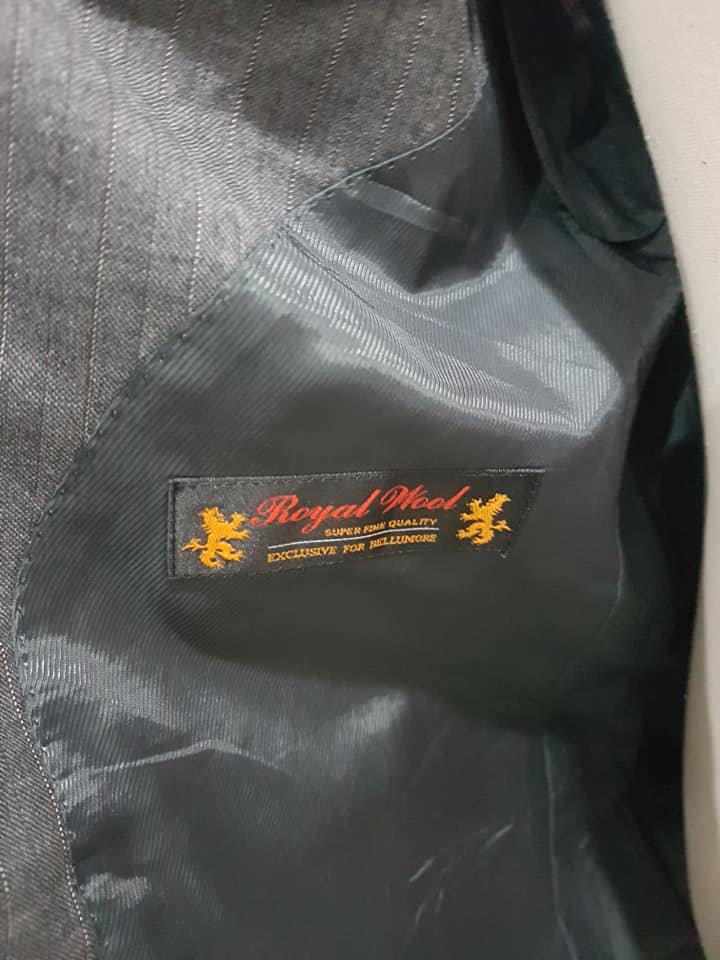 Royal Wool
SUPER FINE QUALITY
EXCLUSIVE FOR BELLUMORE